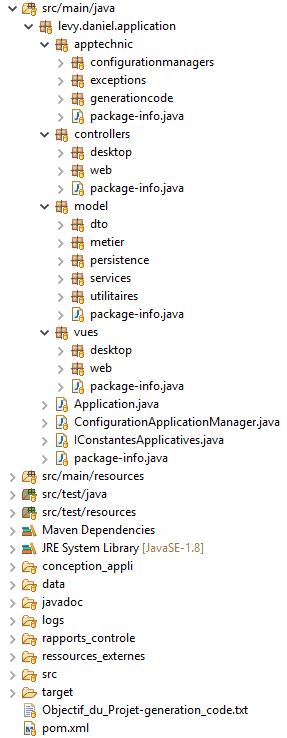 src/main/java
levy.daniel.application
apptechnic
configurationmanagers
exceptions
generationcode
package-info.java
controllers
desktop
web
package-info.java
model
dto
metier
persistence
services
utilitaires
package-info.java
vues
desktop
web
package-info.java
Application.java
ConfigurationApplicationManager.java
IConstantesApplicatives.java
package-info.java
src/main/resources
src/test/java
src/test/resources
Maven Dependencies
JRE System Library [JavaSE-1.8]
conception_appli
data
javadoc
logs
rapports_controle
ressources_externes
src
target
Objectif_du_Projet-generation_code.txt
pom.xml